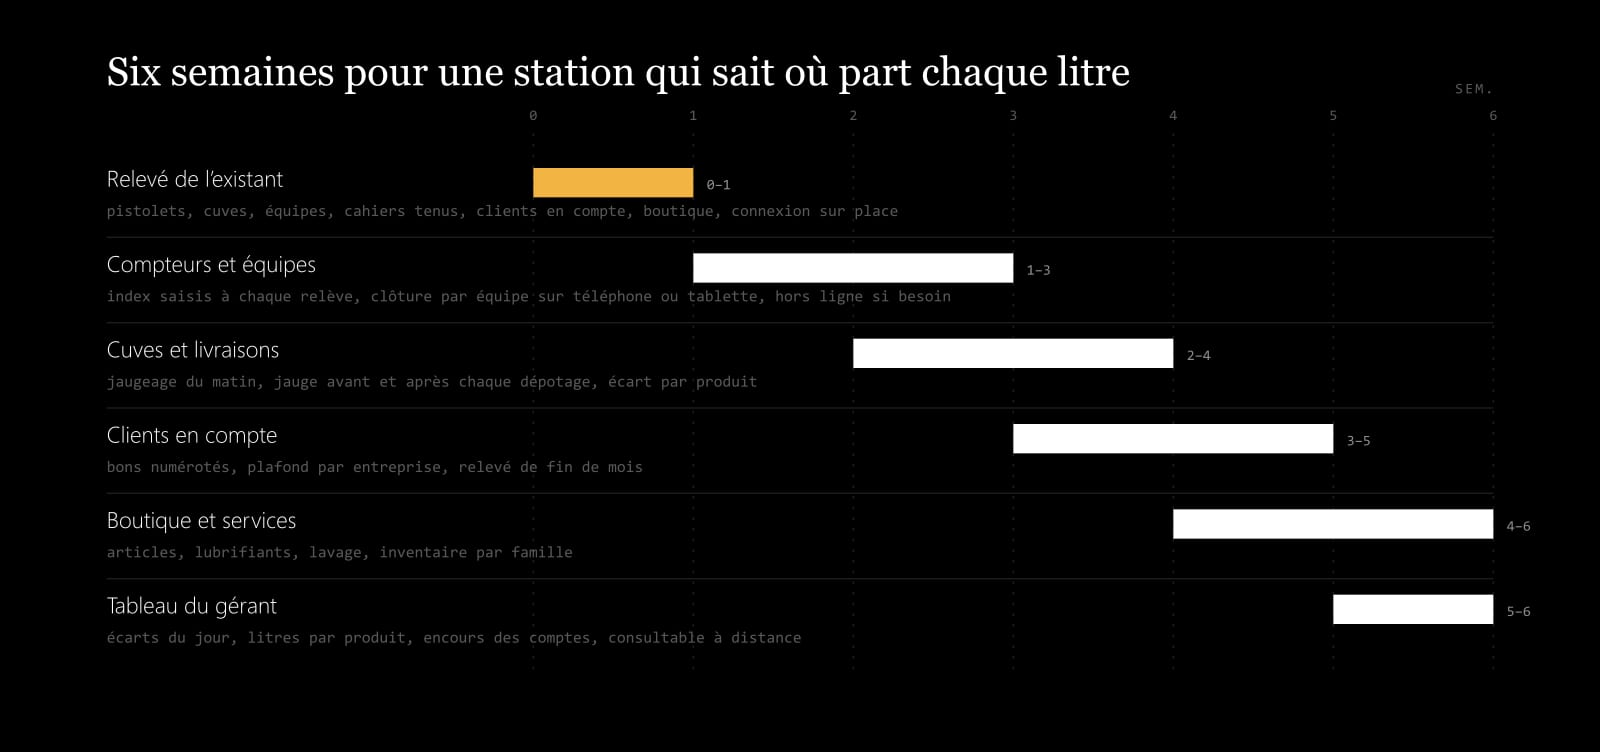 Six semaines pour une station qui sait où part chaque litre
SEM.
0 1 2 3 4 5 6
Relevé de l’existant
0–1
pistolets, cuves, équipes, cahiers tenus, clients en compte, boutique, connexion sur place
Compteurs et équipes
1–3
index saisis à chaque relève, clôture par équipe sur téléphone ou tablette, hors ligne si besoin
Cuves et livraisons
2–4
jaugeage du matin, jauge avant et après chaque dépotage, écart par produit
Clients en compte
3–5
bons numérotés, plafond par entreprise, relevé de fin de mois
Boutique et services
4–6
articles, lubrifiants, lavage, inventaire par famille
Tableau du gérant
5–6
écarts du jour, litres par produit, encours des comptes, consultable à distance